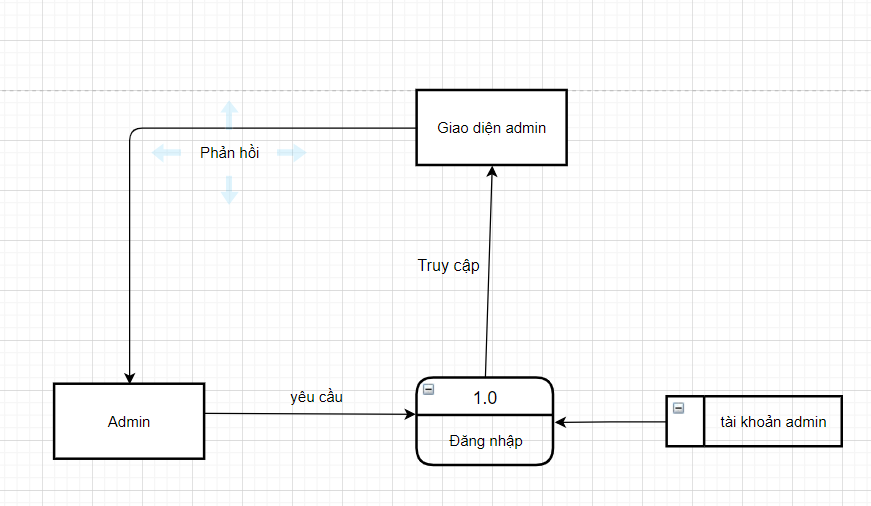 Giao diện admin
Phản hồi
Truy cập
yêu cầu
1.0
Admin
Đăng nhập
tài khoản admin